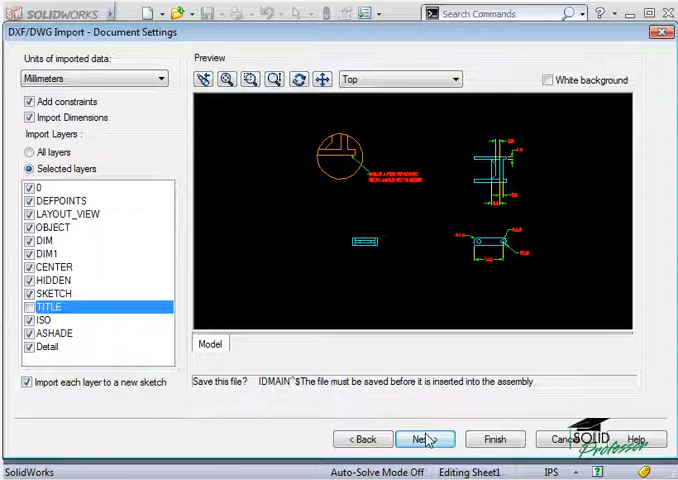 SOLIDWORKS
Search Commands
DXF/DWG Import - Document Settings
Units of imported data:
Millimeters
Add constraints
Import Dimensions
Import Layers:
All layers
Selected layers
0
DEFPOINTS
LAYOUT_VIEW
OBJECT
DIM
DIM1
CENTER
HIDDEN
SKETCH
TITLE
ISO
ASHADE
Detail
Import each layer to a new sketch
Preview
Top
White background
Model
Save this file? IDMAIN^$The file must be saved before it is inserted into the assembly
< Back
Finish
Help
SOLID
Professor
SolidWorks
Auto-Solve Mode Off
Editing Sheet1
IPS